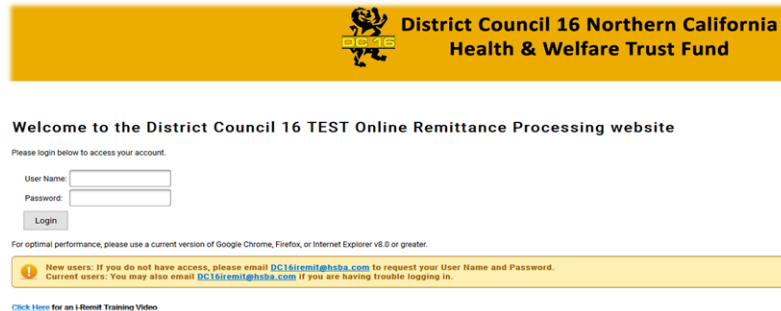 DC 16
District Council 16 Northern California
Health & Welfare Trust Fund
Welcome to the District Council 16 TEST Online Remittance Processing website
Please login below to access your account.
User Name:
Password:
Login
For optimal performance, please use a current version of Google Chrome, Firefox, or Internet Explorer v8.0 or greater.
New users: If you do not have access, please email DC16iremit@hsba.com to request your User Name and Password.
Current users: You may also email DC16iremit@hsba.com if you are having trouble logging in.
Click Here for an i-Remit Training Video